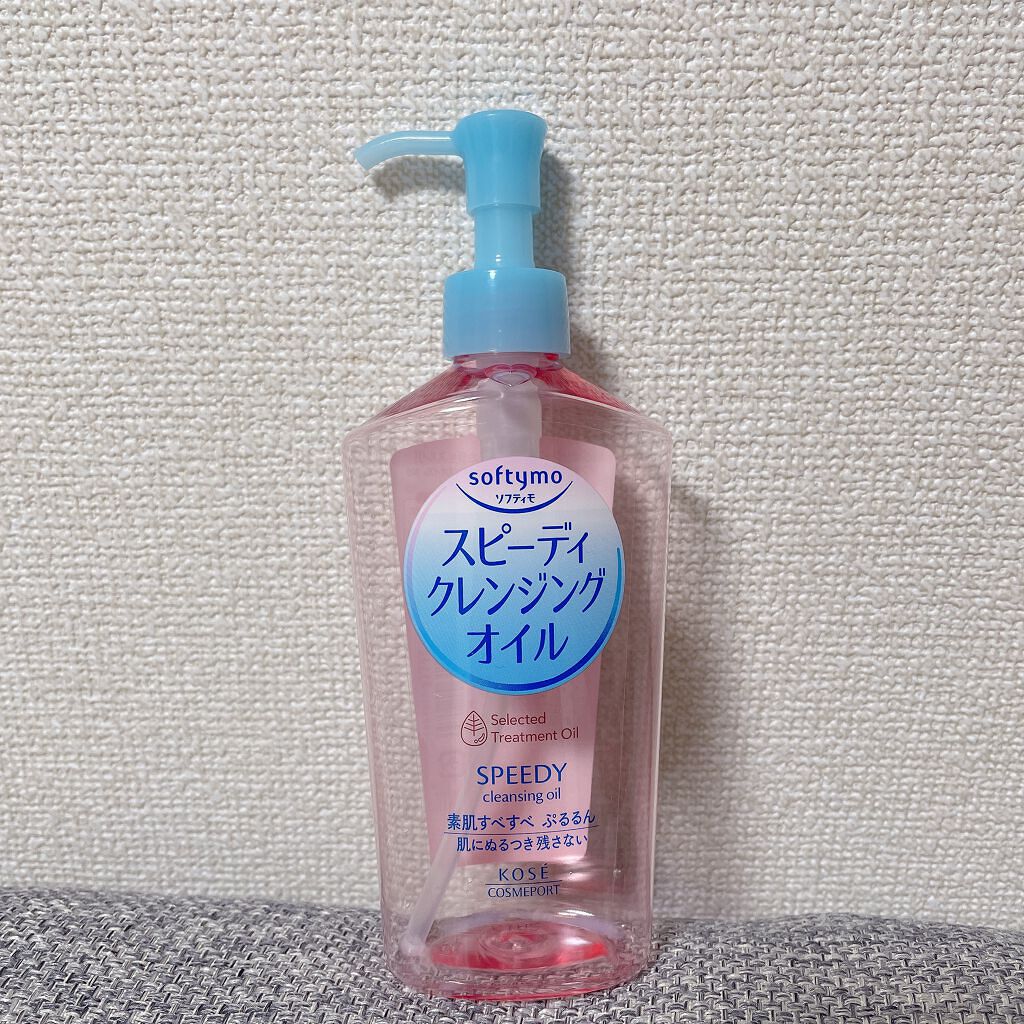 softymo
ソフティモ
スピーディ
クレンジング
オイル
Selected
Treatment Oil
SPEEDY
cleansing oil
素肌すべすべ ぷるるん
肌にぬるつき残さない
KOSÉ
COSMEPORT